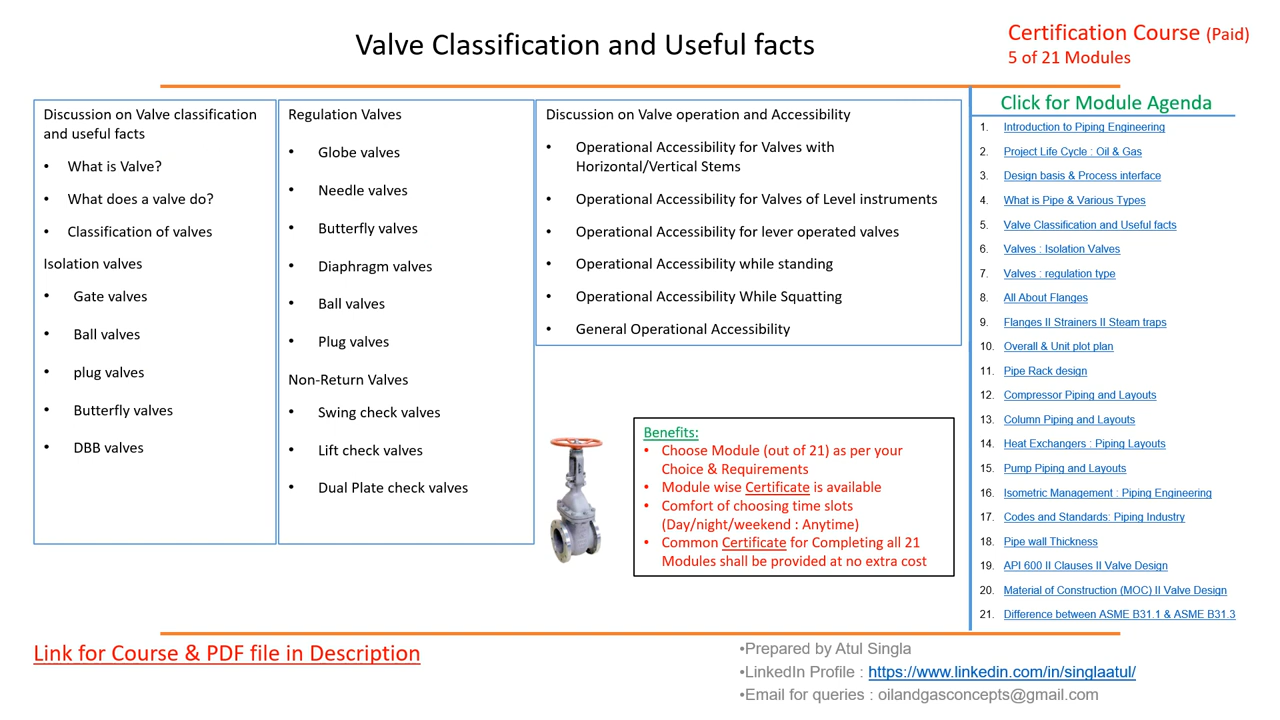 Valve Classification and Useful facts
Certification Course (Paid)
5 of 21 Modules
Discussion on Valve classification
and useful facts
• What is Valve?
• What does a valve do?
• Classification of valves
Isolation valves
• Gate valves
• Ball valves
• plug valves
• Butterfly valves
• DBB valves
Regulation Valves
• Globe valves
• Needle valves
• Butterfly valves
• Diaphragm valves
• Ball valves
• Plug valves
Non-Return Valves
• Swing check valves
• Lift check valves
• Dual Plate check valves
Discussion on Valve operation and Accessibility
• Operational Accessibility for Valves with
Horizontal/Vertical Stems
• Operational Accessibility for Valves of Level instruments
• Operational Accessibility for lever operated valves
• Operational Accessibility while standing
• Operational Accessibility While Squatting
• General Operational Accessibility
Benefits:
• Choose Module (out of 21) as per your
Choice & Requirements
• Module wise Certificate is available
• Comfort of choosing time slots
(Day/night/weekend : Anytime)
• Common Certificate for Completing all 21
Modules shall be provided at no extra cost
Click for Module Agenda
1. Introduction to Piping Engineering
2. Project Life Cycle : Oil & Gas
3. Design basis & Process interface
4. What is Pipe & Various Types
5. Valve Classification and Useful facts
6. Valves : Isolation Valves
7. Valves : regulation type
8. All About Flanges
9. Flanges II Strainers II Steam traps
10. Overall & Unit plot plan
11. Pipe Rack design
12. Compressor Piping and Layouts
13. Column Piping and Layouts
14. Heat Exchangers : Piping Layouts
15. Pump Piping and Layouts
16. Isometric Management : Piping Engineering
17. Codes and Standards: Piping Industry
18. Pipe wall Thickness
19. API 600 II Clauses II Valve Design
20. Material of Construction (MOC) II Valve Design
21. Difference between ASME B31.1 & ASME B31.3
Link for Course & PDF file in Description
•Prepared by Atul Singla
•LinkedIn Profile : https://www.linkedin.com/in/singlaatul/
•Email for queries : oilandgasconcepts@gmail.com